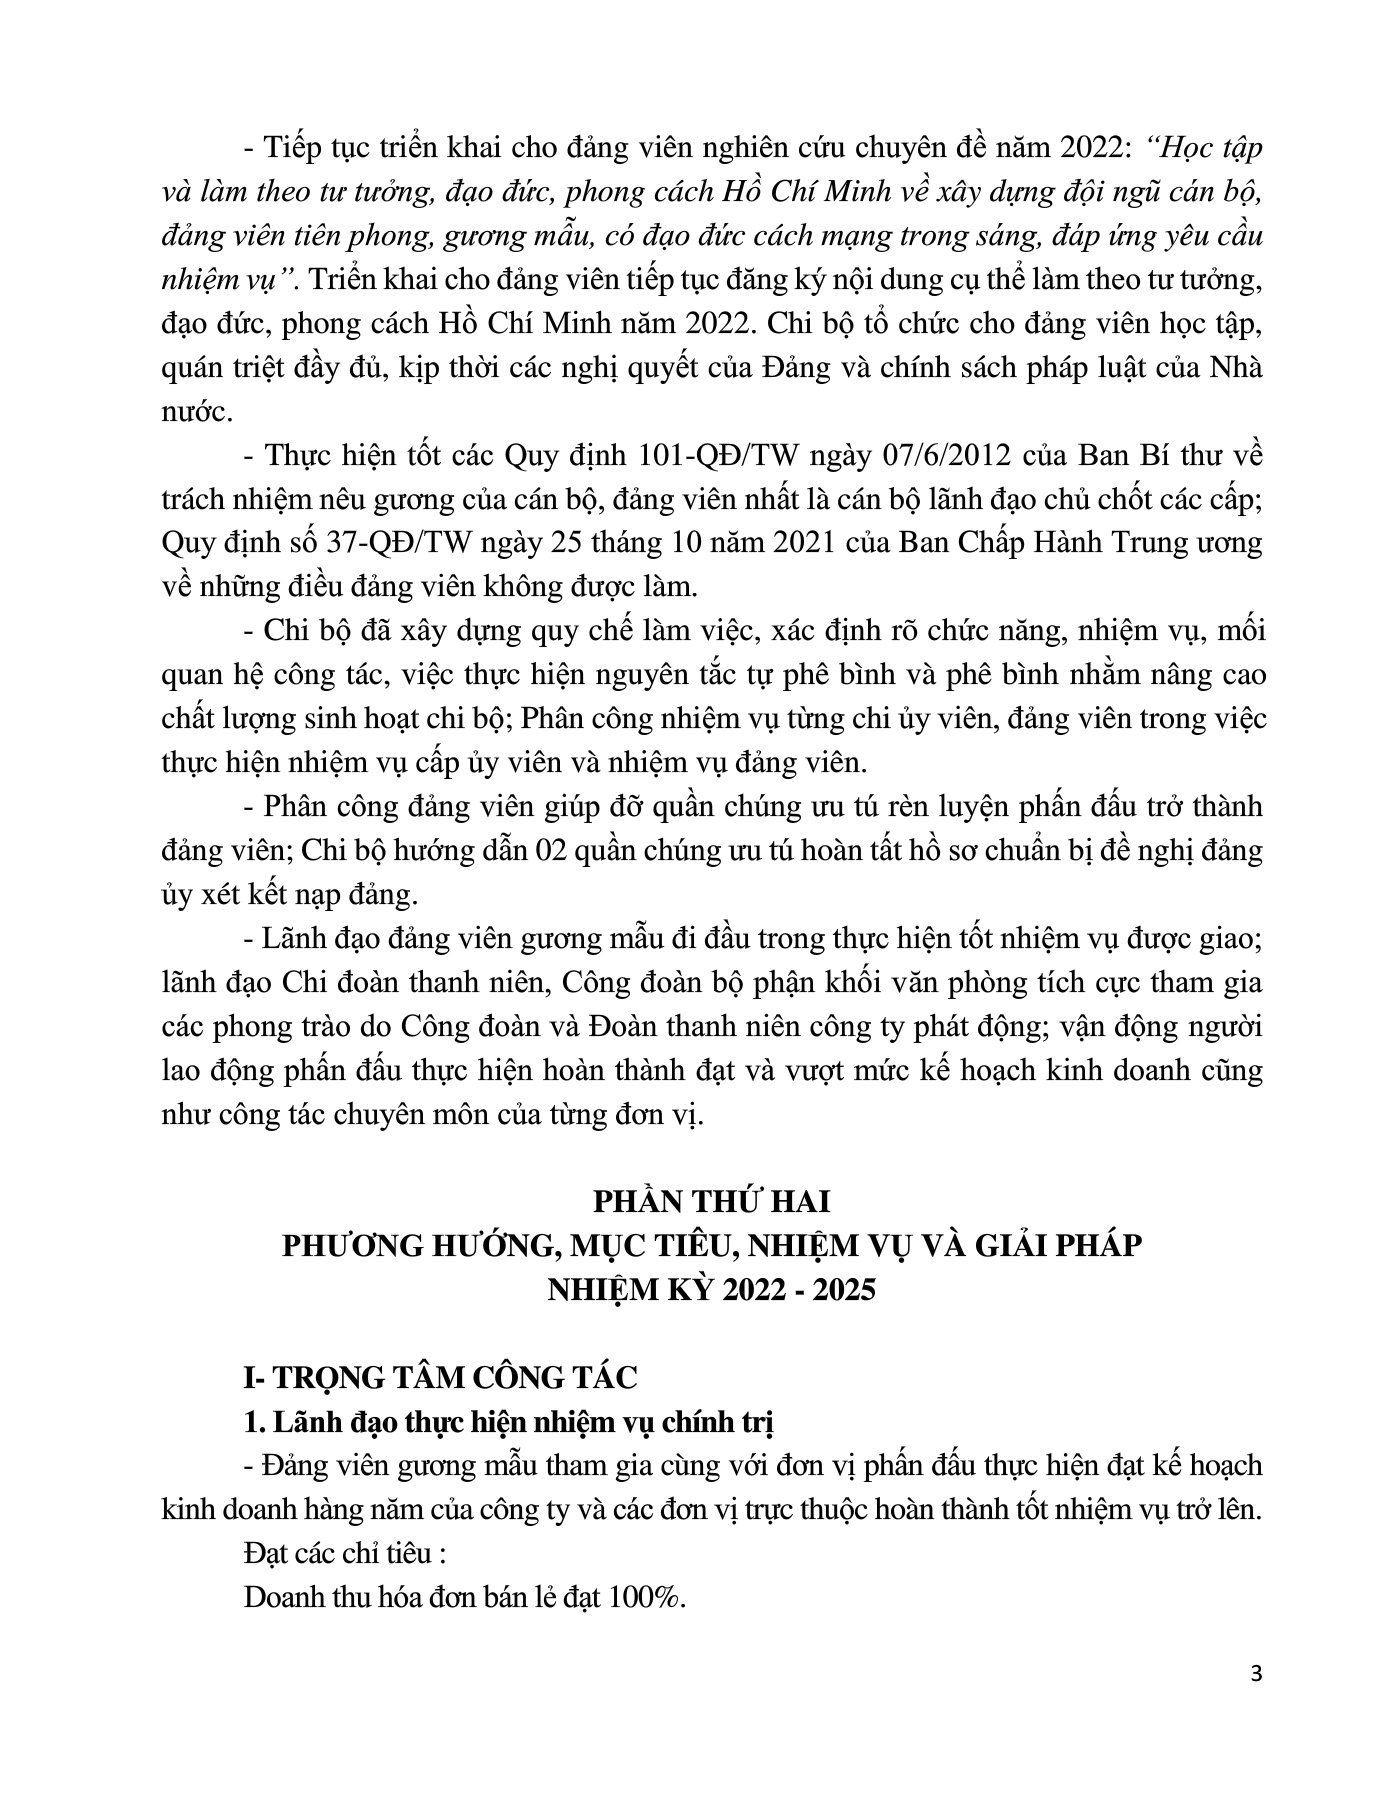 - Tiếp tục triển khai cho đảng viên nghiên cứu chuyên đề năm 2022: “Học tập
và làm theo tư tưởng, đạo đức, phong cách Hồ Chí Minh về xây dựng đội ngũ cán bộ,
đảng viên tiên phong, gương mẫu, có đạo đức cách mạng trong sáng, đáp ứng yêu cầu
nhiệm vụ”. Triển khai cho đảng viên tiếp tục đăng ký nội dung cụ thể làm theo tư tưởng,
đạo đức, phong cách Hồ Chí Minh năm 2022. Chi bộ tổ chức cho đảng viên học tập,
quán triệt đầy đủ, kịp thời các nghị quyết của Đảng và chính sách pháp luật của Nhà
nước.
- Thực hiện tốt các Quy định 101-QĐ/TW ngày 07/6/2012 của Ban Bí thư về
trách nhiệm nêu gương của cán bộ, đảng viên nhất là cán bộ lãnh đạo chủ chốt các cấp;
Quy định số 37-QĐ/TW ngày 25 tháng 10 năm 2021 của Ban Chấp Hành Trung ương
về những điều đảng viên không được làm.
- Chi bộ đã xây dựng quy chế làm việc, xác định rõ chức năng, nhiệm vụ, mối
quan hệ công tác, việc thực hiện nguyên tắc tự phê bình và phê bình nhằm nâng cao
chất lượng sinh hoạt chi bộ; Phân công nhiệm vụ từng chi ủy viên, đảng viên trong việc
thực hiện nhiệm vụ cấp ủy viên và nhiệm vụ đảng viên.
- Phân công đảng viên giúp đỡ quần chúng ưu tú rèn luyện phấn đấu trở thành
đảng viên; Chi bộ hướng dẫn 02 quần chúng ưu tú hoàn tất hồ sơ chuẩn bị đề nghị đảng
ủy xét kết nạp đảng.
- Lãnh đạo đảng viên gương mẫu đi đầu trong thực hiện tốt nhiệm vụ được giao;
lãnh đạo Chi đoàn thanh niên, Công đoàn bộ phận khối văn phòng tích cực tham gia
các phong trào do Công đoàn và Đoàn thanh niên công ty phát động; vận động người
lao động phấn đấu thực hiện hoàn thành đạt và vượt mức kế hoạch kinh doanh cũng
như công tác chuyên môn của từng đơn vị.
PHẦN THỨ HAI
PHƯƠNG HƯỚNG, MỤC TIÊU, NHIỆM VỤ VÀ GIẢI PHÁP
NHIỆM KỲ 2022 - 2025
I- TRỌNG TÂM CÔNG TÁC
1. Lãnh đạo thực hiện nhiệm vụ chính trị
- Đảng viên gương mẫu tham gia cùng với đơn vị phấn đấu thực hiện đạt kế hoạch
kinh doanh hàng năm của công ty và các đơn vị trực thuộc hoàn thành tốt nhiệm vụ trở lên.
Đạt các chỉ tiêu :
Doanh thu hóa đơn bán lẻ đạt 100%.
3